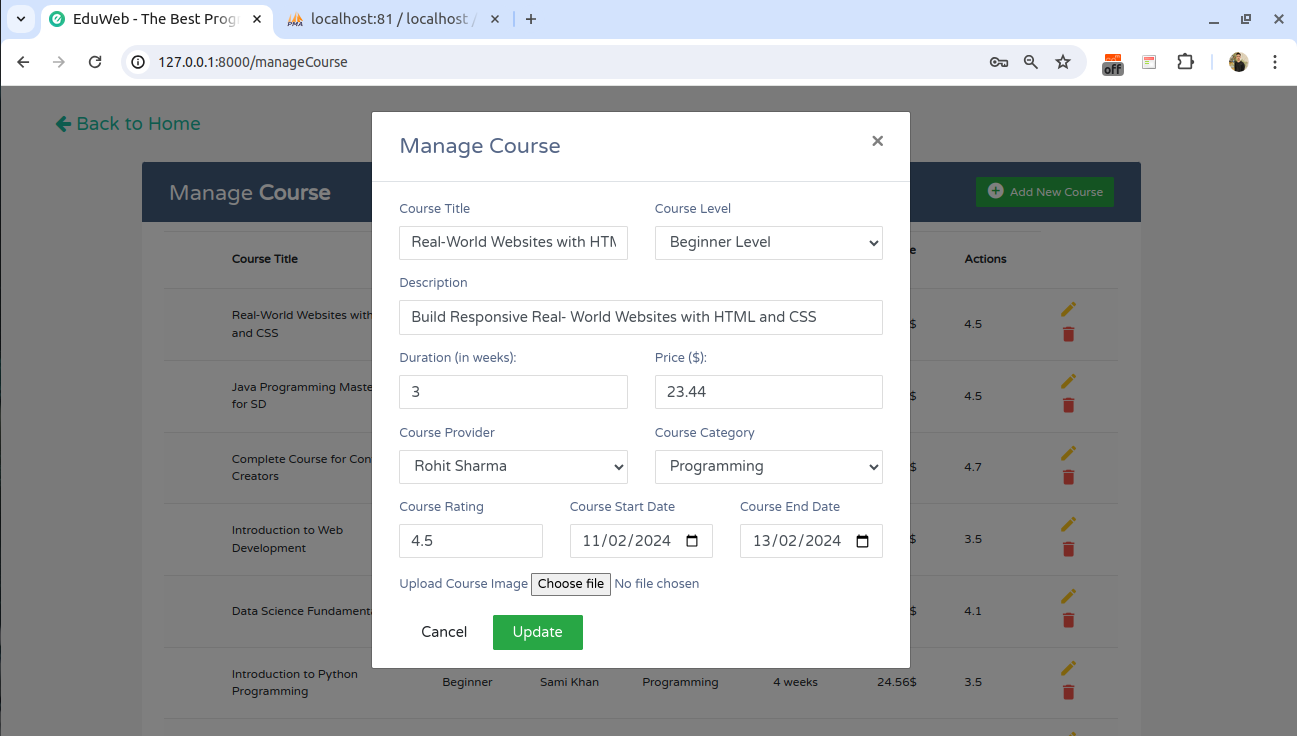 EduWeb - The Best Prog
localhost:81 / localhost /
127.0.0.1:8000/manageCourse
off
Back to Home
Manage Course
Add New Course
Course Title
Actions
Real-World Websites with
and CSS
$
4.5
Java Programming Maste
for SD
$
4.5
Complete Course for Con
Creators
$
4.7
Introduction to Web
Development
$
3.5
Data Science Fundament
$
4.1
Introduction to Python
Programming
Beginner
Sami Khan
Programming
4 weeks
24.56$
3.5
Manage Course
×
Course Title
Course Level
Real-World Websites with HTM
Beginner Level
Description
Build Responsive Real- World Websites with HTML and CSS
Duration (in weeks):
Price ($):
3
23.44
Course Provider
Course Category
Rohit Sharma
Programming
Course Rating
Course Start Date
Course End Date
4.5
11/02/2024
13/02/2024
Upload Course Image Choose file No file chosen
Cancel
Update